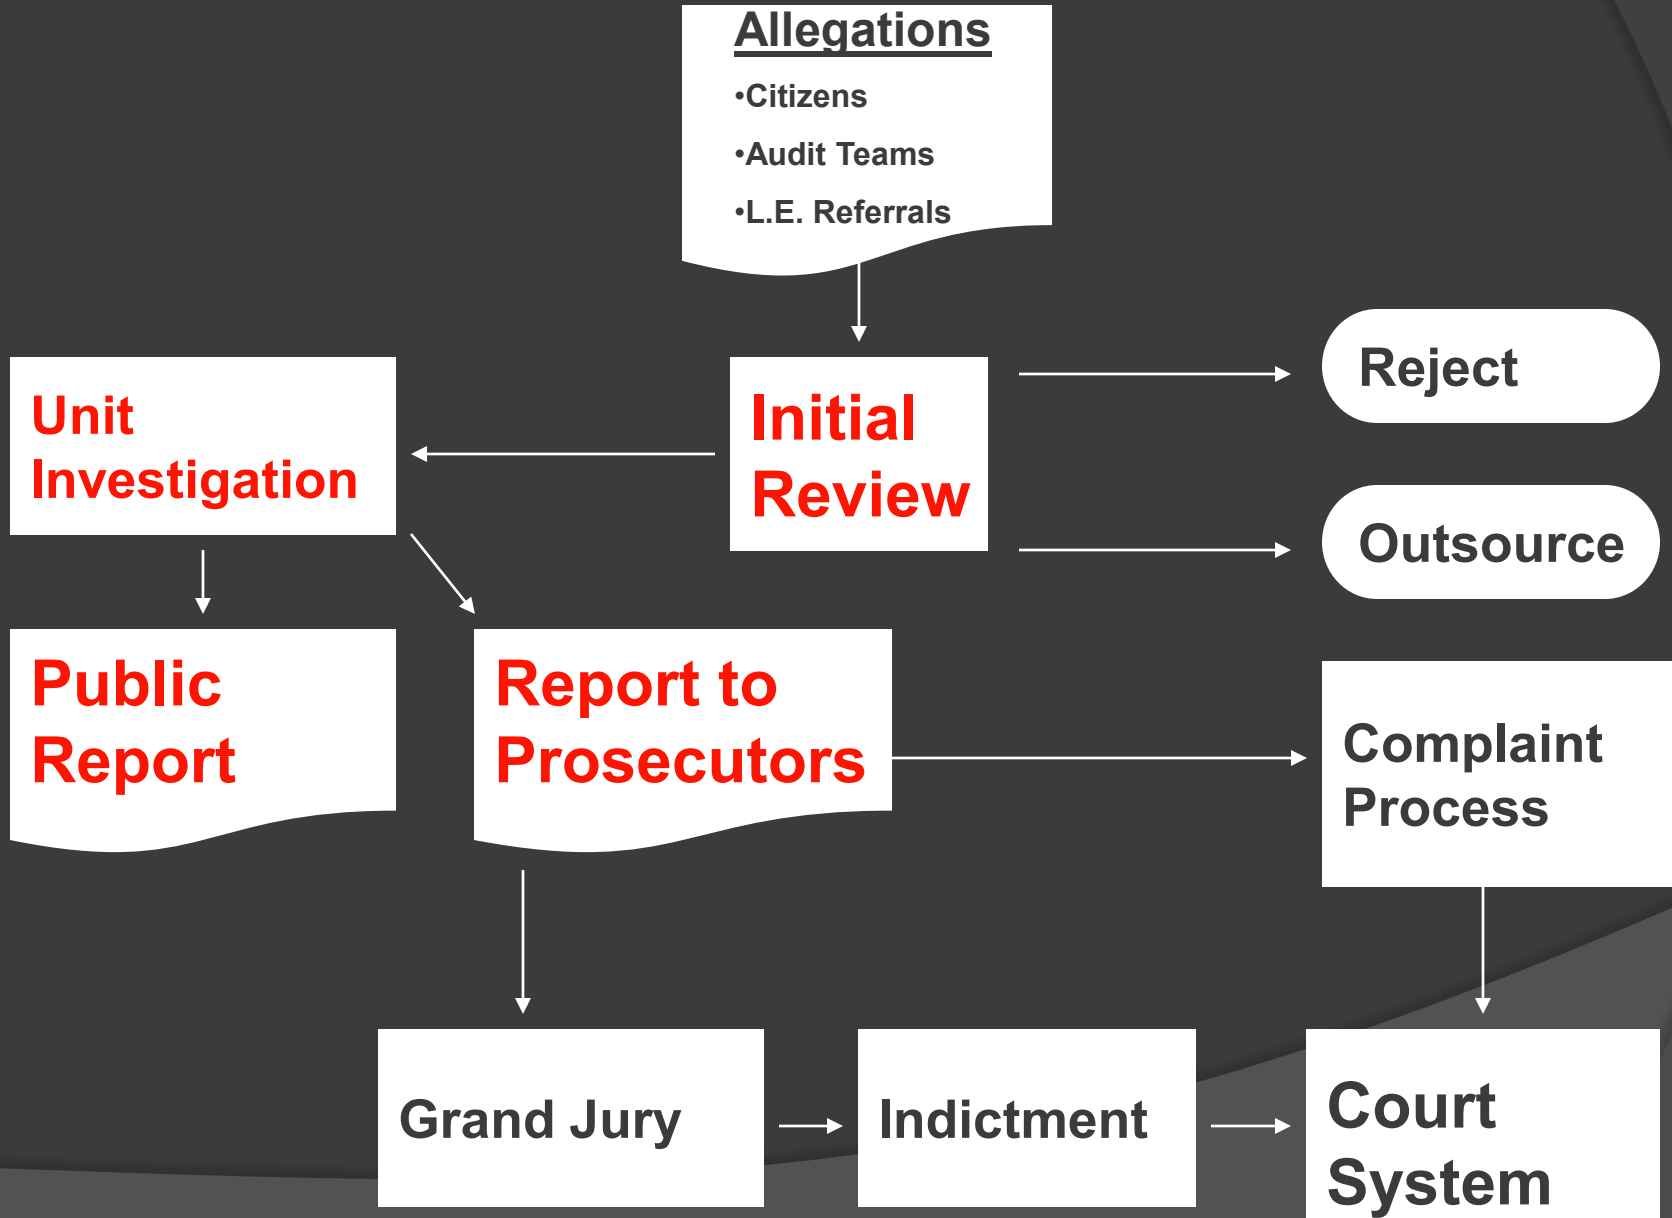 Allegations
•Citizens
•Audit Teams
•L.E. Referrals
Reject
Unit
Investigation
Initial
Review
Outsource
Public
Report
Report to
Prosecutors
Complaint
Process
Grand Jury
Indictment
Court
System